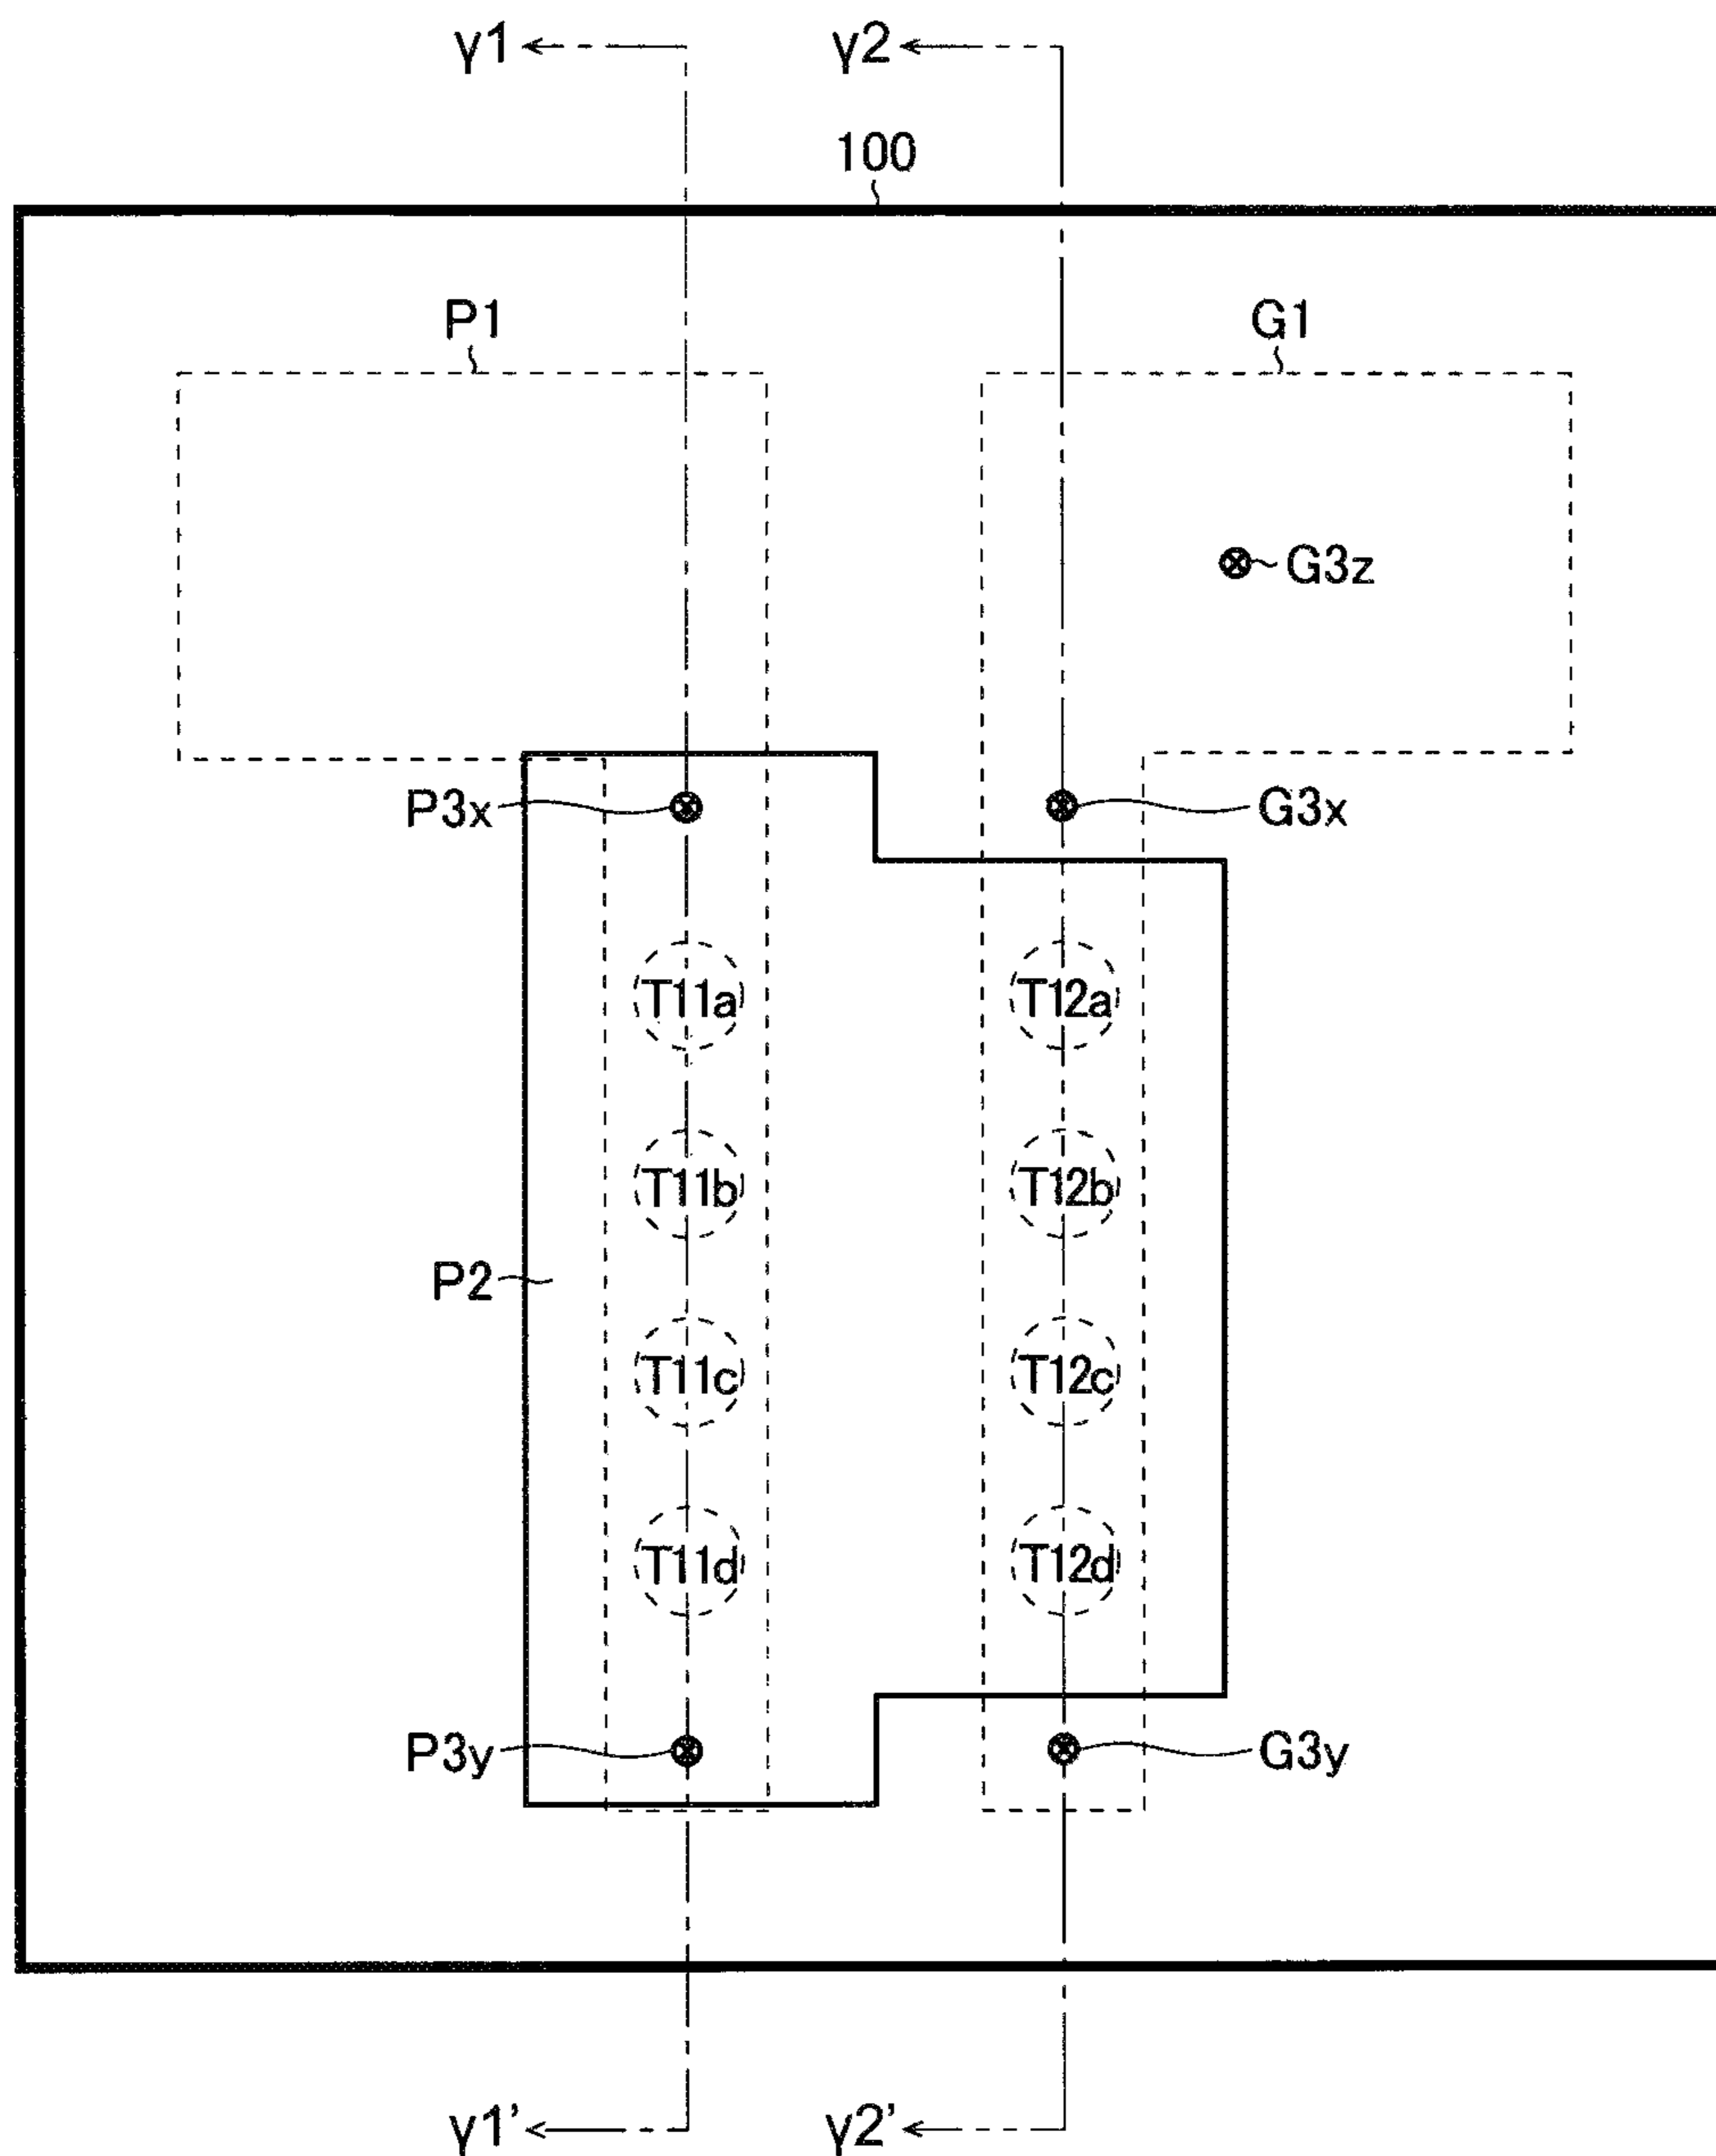 γ1 γ2
100
P1 G1
G3z
P3x G3x
T11a T12a
T11b T12b
P2
T11c T12c
T11d T12d
P3y G3y
γ1' γ2'